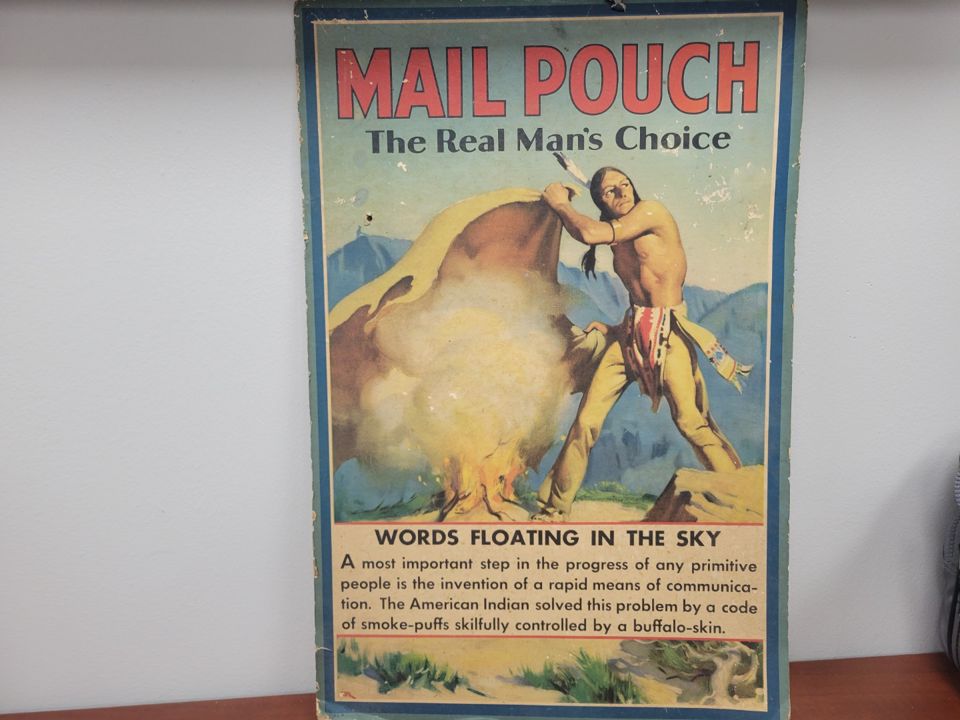 MAIL POUCH
The Real Man's Choice
WORDS FLOATING IN THE SKY
A most important step in the progress of any primitive
people is the invention of a rapid means of communica-
tion. The American Indian solved this problem by a code
of smoke-puffs skilfully controlled by a buffalo-skin.